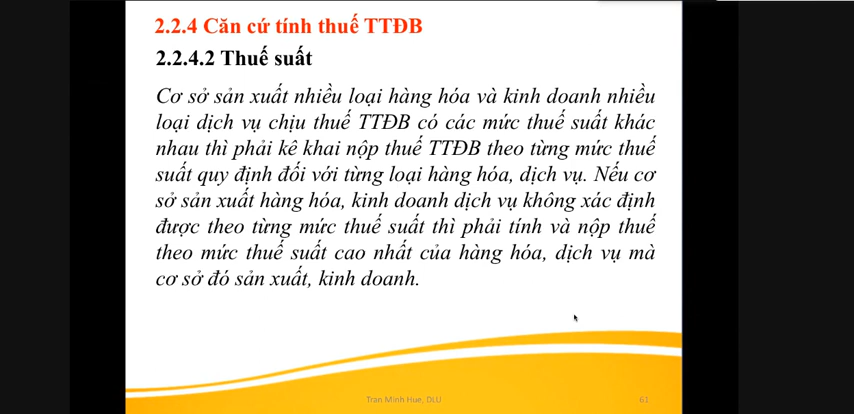 2.2.4 Căn cứ tính thuế TTĐB
2.2.4.2 Thuế suất
Cơ sở sản xuất nhiều loại hàng hóa và kinh doanh nhiều
loại dịch vụ chịu thuế TTĐB có các mức thuế suất khác
nhau thì phải kê khai nộp thuế TTĐB theo từng mức thuế
suất quy định đối với từng loại hàng hóa, dịch vụ. Nếu cơ
sở sản xuất hàng hóa, kinh doanh dịch vụ không xác định
được theo từng mức thuế suất thì phải tính và nộp thuế
theo mức thuế suất cao nhất của hàng hóa, dịch vụ mà
cơ sở đó sản xuất, kinh doanh.
Tran Minh Hue, DLU
61